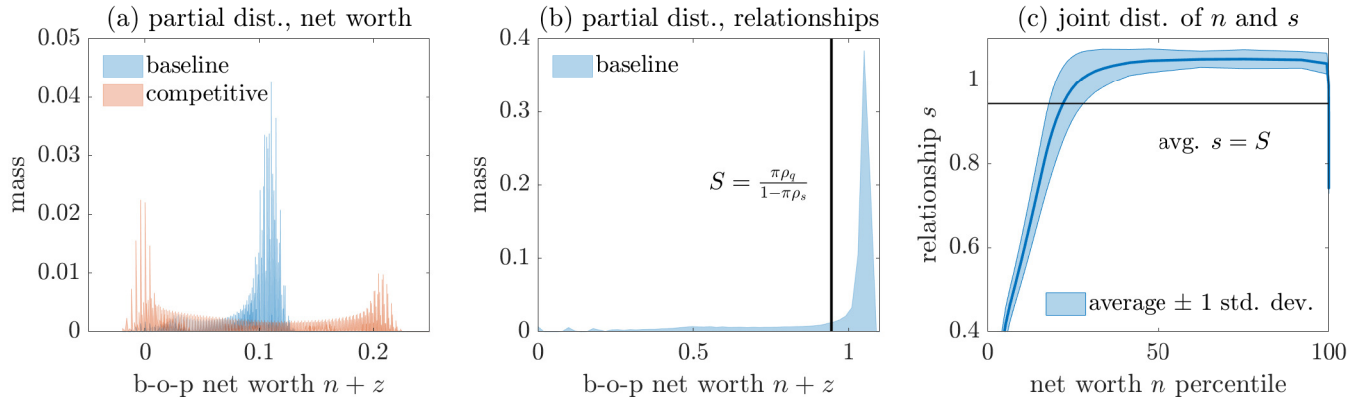 (a) partial dist., net worth
0.05
0.04
0.03
0.02
0.01
0
mass
baseline
competitive
0
0.1
0.2
b-o-p net worth n + z
(b) partial dist., relationships
0.4
0.3
0.2
0.1
0
mass
baseline
S = πρ_q / 1−πρ_s
0
0.5
1
b-o-p net worth n + z
(c) joint dist. of n and s
1
0.8
0.6
0.4
relationship s
avg. s = S
average ± 1 std. dev.
0
50
100
net worth n percentile